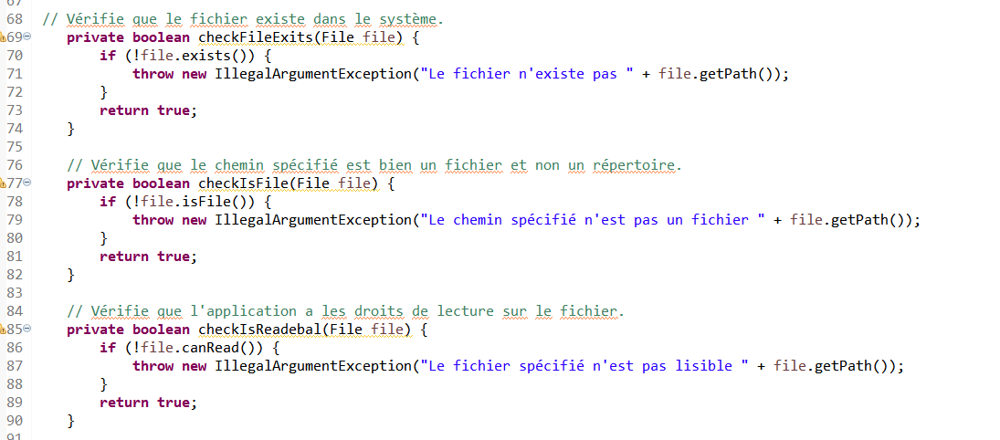 68 // Vérifie que le fichier existe dans le système.
69 private boolean checkFileExits(File file) {
70 if (!file.exists()) {
71 throw new IllegalArgumentException("Le fichier n'existe pas " + file.getPath());
72 }
73 return true;
74 }
75
76 // Vérifie que le chemin spécifié est bien un fichier et non un répertoire.
77 private boolean checkIsFile(File file) {
78 if (!file.isFile()) {
79 throw new IllegalArgumentException("Le chemin spécifié n'est pas un fichier " + file.getPath());
80 }
81 return true;
82 }
83
84 // Vérifie que l'application a les droits de lecture sur le fichier.
85 private boolean checkIsReadebal(File file) {
86 if (!file.canRead()) {
87 throw new IllegalArgumentException("Le fichier spécifié n'est pas lisible " + file.getPath());
88 }
89 return true;
90 }